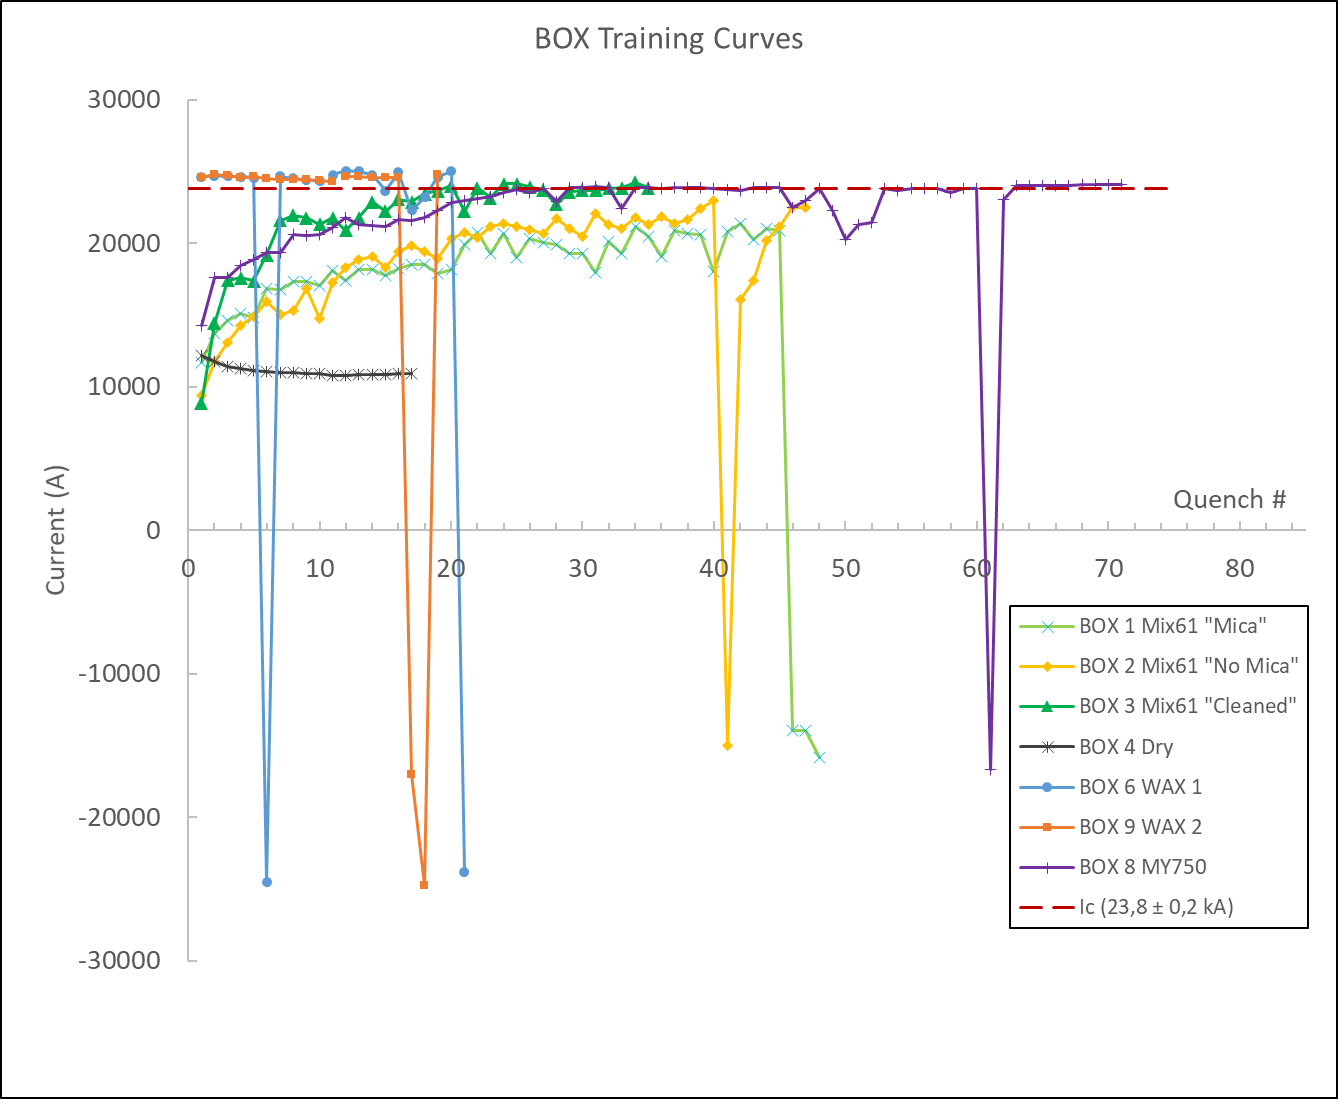 BOX Training Curves
30000
20000
10000
0
-10000
-20000
-30000
Current (A)
Quench #
0 10 20 30 40 50 60 70 80
BOX 1 Mix61 "Mica"
BOX 2 Mix61 "No Mica"
BOX 3 Mix61 "Cleaned"
BOX 4 Dry
BOX 6 WAX 1
BOX 9 WAX 2
BOX 8 MY750
Ic (23,8 ± 0,2 kA)